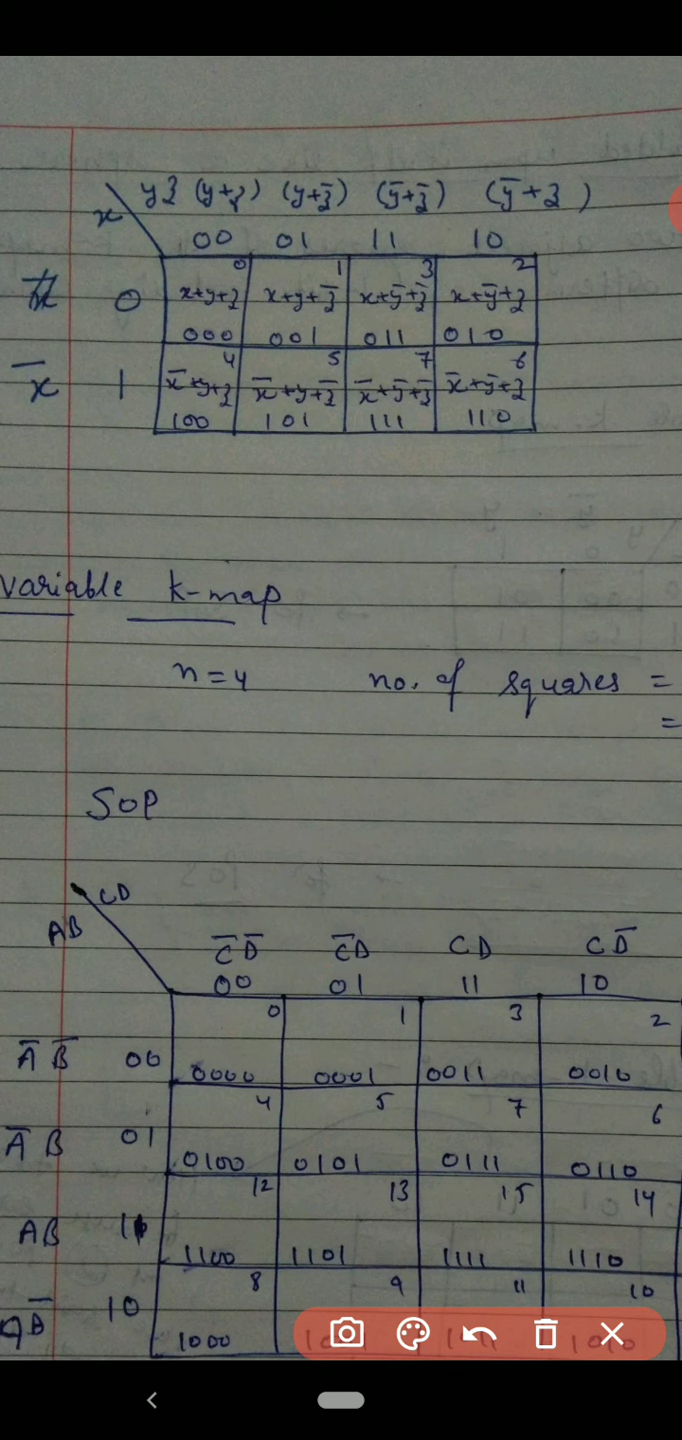 x yz (y+z) (y+z̅) (y̅+z̅) (y̅+z)
00 01 11 10
0 1 3 2
0 x+y+z x+y+z̅ x+y̅+z̅ x+y̅+z
000 001 011 010
4 5 7 6
x̅ 1 x̅+y+z x̅+y+z̅ x̅+y̅+z̅ x̅+y̅+z
100 101 111 110
variable k-map
n=4 no. of squares =
=
SOP
CD
AB C̅D̅ C̅D CD CD̅
00 01 11 10
0 1 3 2
A̅ B̅ 00 0000 0001 0011 0010
4 5 7 6
A̅ B 01 0100 0101 0111 0110
12 13 15 14
AB 11 1100 1101 1111 1110
8 9 11 10
10 1000 1010